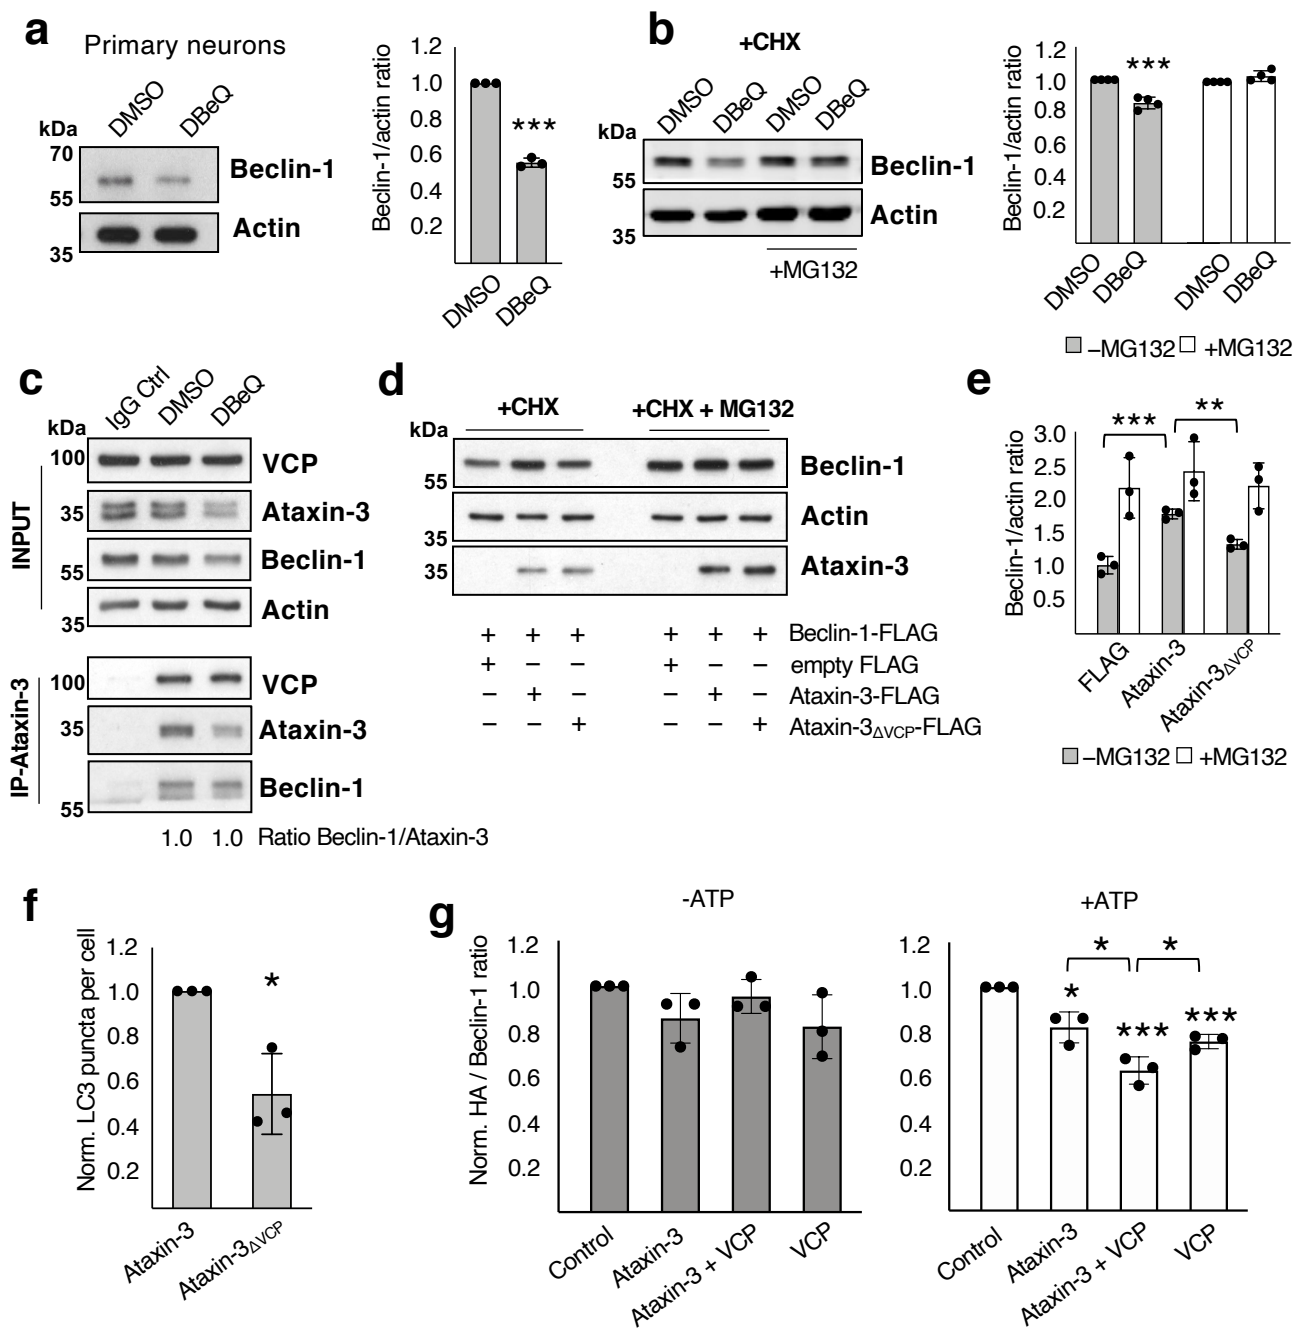 a
Primary neurons
DMSO
DBeQ
kDa
70
55
35
Beclin-1
Actin
Beclin-1/actin ratio
1.2
1.0
0.8
0.6
0.4
0.2
***
DMSO
DBeQ
b
+CHX
DMSO
DBeQ
DMSO
DBeQ
kDa
55
35
Beclin-1
Actin
+MG132
Beclin-1/actin ratio
1.2
1.0
0.8
0.6
0.4
0.2
***
DMSO
DBeQ
DMSO
DBeQ
–MG132 +MG132
c
IgG Ctrl
DMSO
DBeQ
kDa
INPUT
100 VCP
35 Ataxin-3
55 Beclin-1
35 Actin
IP-Ataxin-3
100 VCP
35 Ataxin-3
55 Beclin-1
1.0 1.0 Ratio Beclin-1/Ataxin-3
d
+CHX +CHX + MG132
kDa
55 Beclin-1
35 Actin
35 Ataxin-3
+ + + + + + Beclin-1-FLAG
+ – – + – – empty FLAG
– + – – + – Ataxin-3-FLAG
– – + – – + Ataxin-3ΔVCP-FLAG
e
Beclin-1/actin ratio
3.0
2.5
2.0
1.5
1.0
0.5
*** **
FLAG
Ataxin-3
Ataxin-3ΔVCP
–MG132 +MG132
f
Norm. LC3 puncta per cell
1.2
1.0
0.8
0.6
0.4
0.2
*
Ataxin-3
Ataxin-3ΔVCP
g
-ATP
Norm. HA / Beclin-1 ratio
1.2
1.0
0.8
0.6
0.4
0.2
Control
Ataxin-3
Ataxin-3 + VCP
VCP
+ATP
1.2
1.0
0.8
0.6
0.4
0.2
* *
* *** ***
Control
Ataxin-3
Ataxin-3 + VCP
VCP